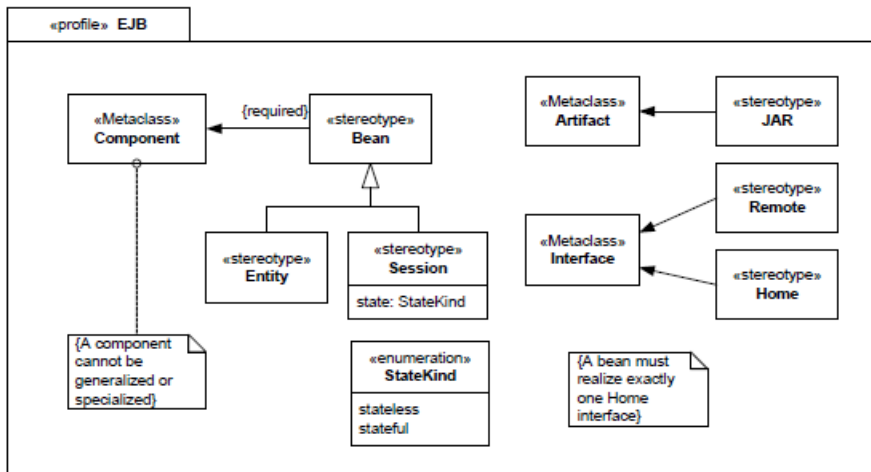 «profile» EJB
«Metaclass»
Component
{required}
«stereotype»
Bean
«Metaclass»
Artifact
«stereotype»
JAR
«stereotype»
Remote
«stereotype»
Entity
«stereotype»
Session
state: StateKind
«Metaclass»
Interface
«stereotype»
Home
{A component
cannot be
generalized or
specialized}
«enumeration»
StateKind
stateless
stateful
{A bean must
realize exactly
one Home
interface}